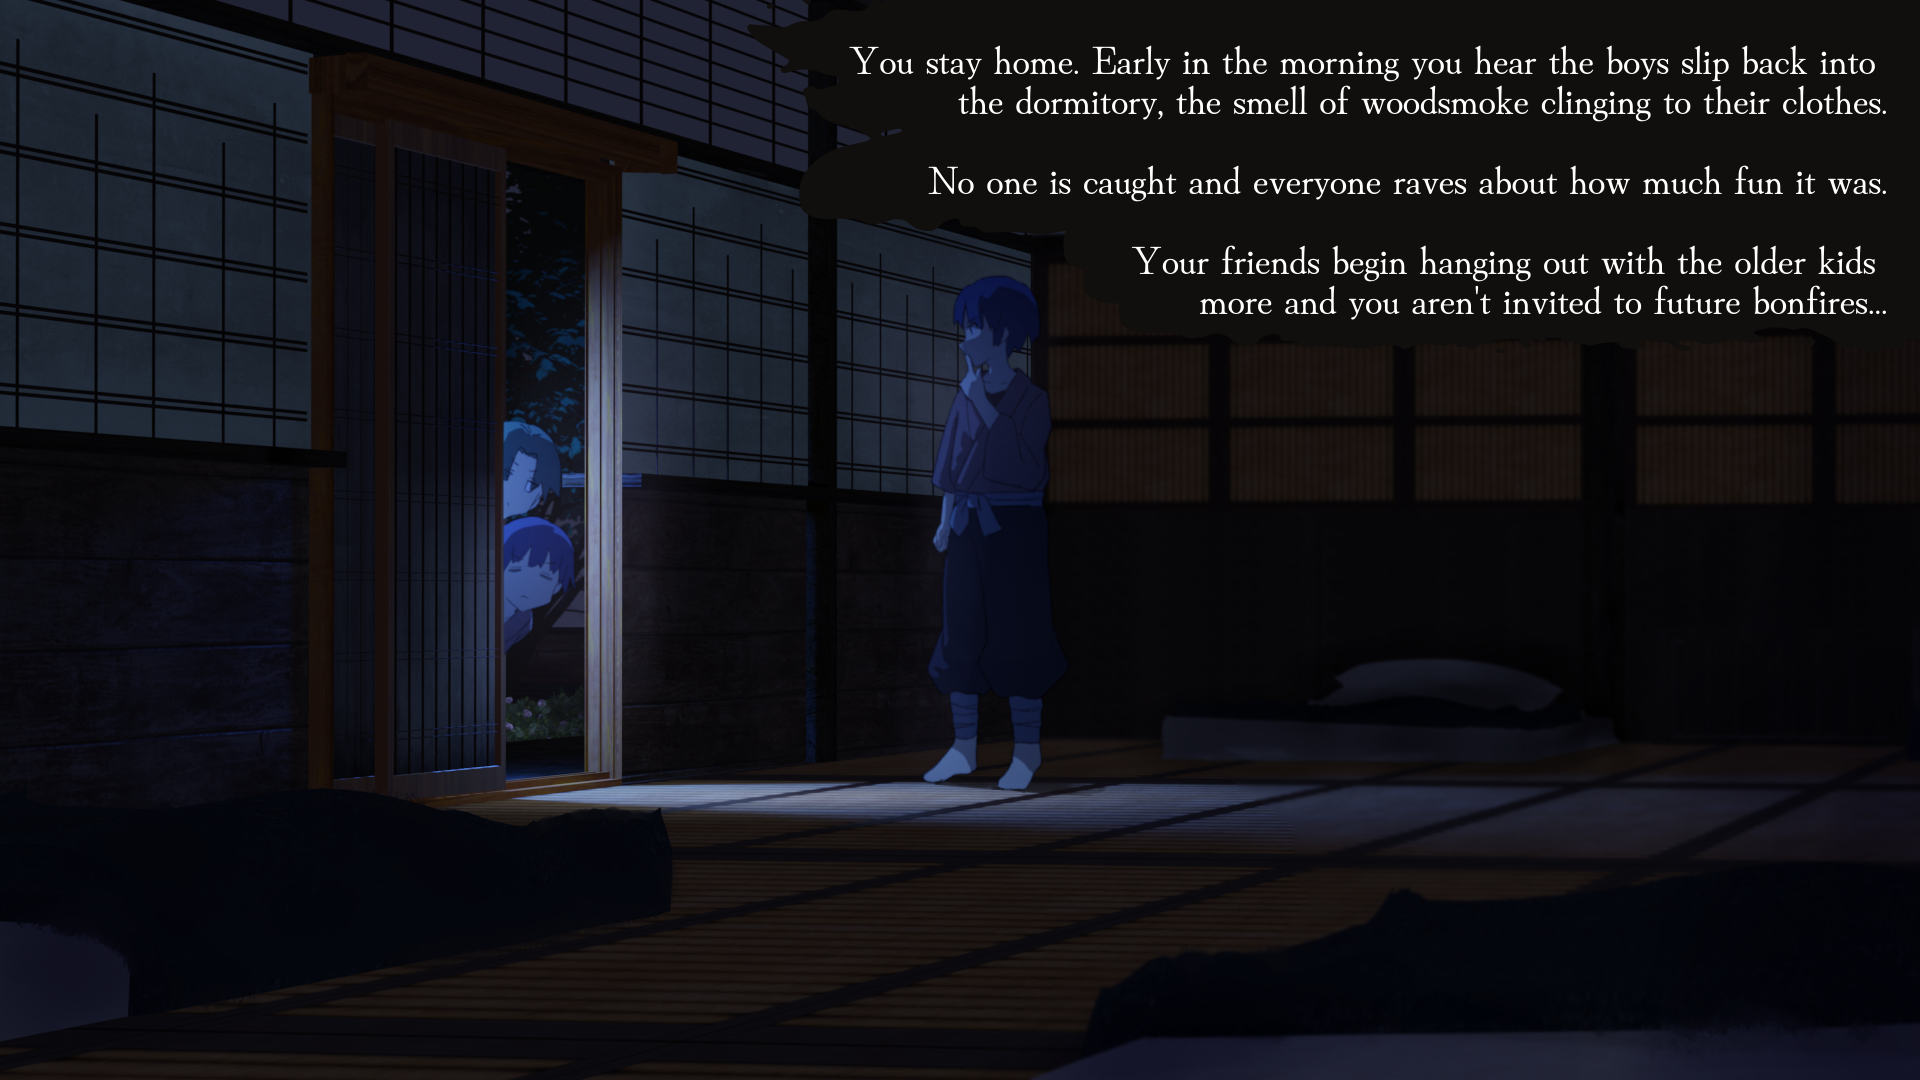 You stay home. Early in the morning you hear the boys slip back into
the dormitory, the smell of woodsmoke clinging to their clothes.
No one is caught and everyone raves about how much fun it was.
Your friends begin hanging out with the older kids
more and you aren't invited to future bonfires...